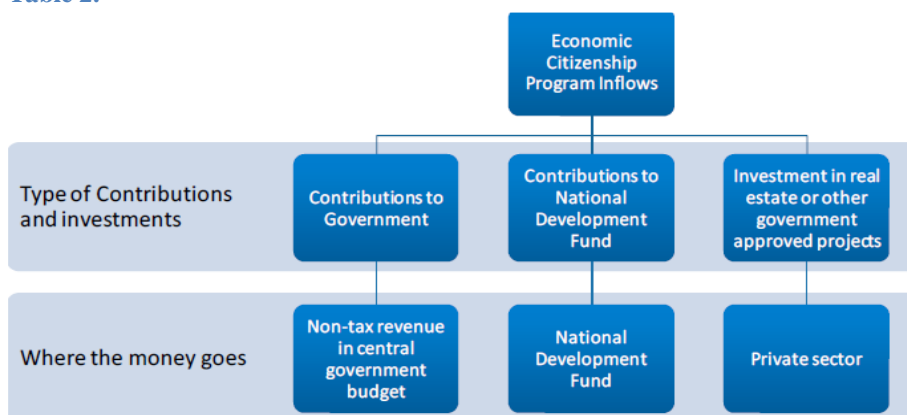 Table 2.
Economic
Citizenship
Program Inflows
Type of Contributions
and investments
Contributions to
Government
Contributions to
National
Development
Fund
Investment in real
estate or other
government
approved projects
Where the money goes
Non-tax revenue
in central
government
budget
National
Development
Fund
Private sector